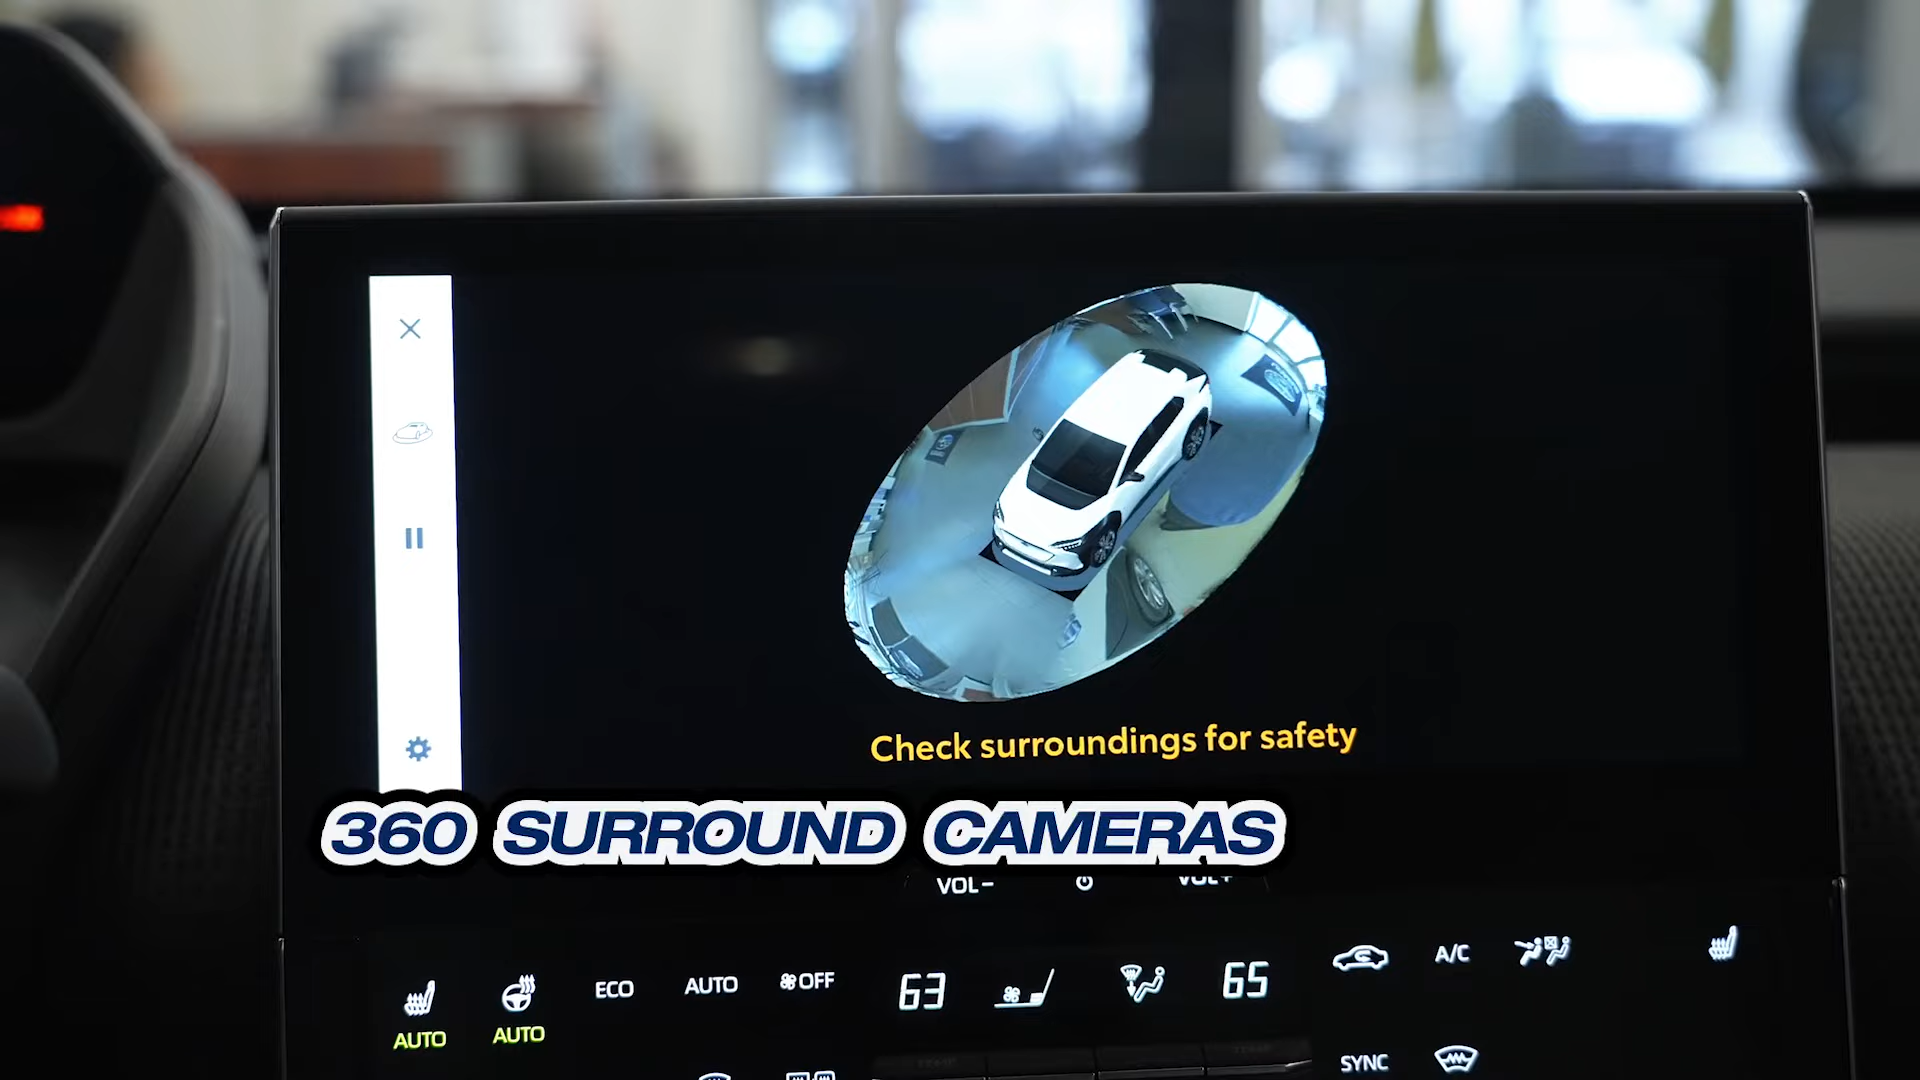 Check surroundings for safety
360 SURROUND CAMERAS
VOL- VOL+
ECO AUTO OFF 63 65 A/C
AUTO AUTO
SYNC